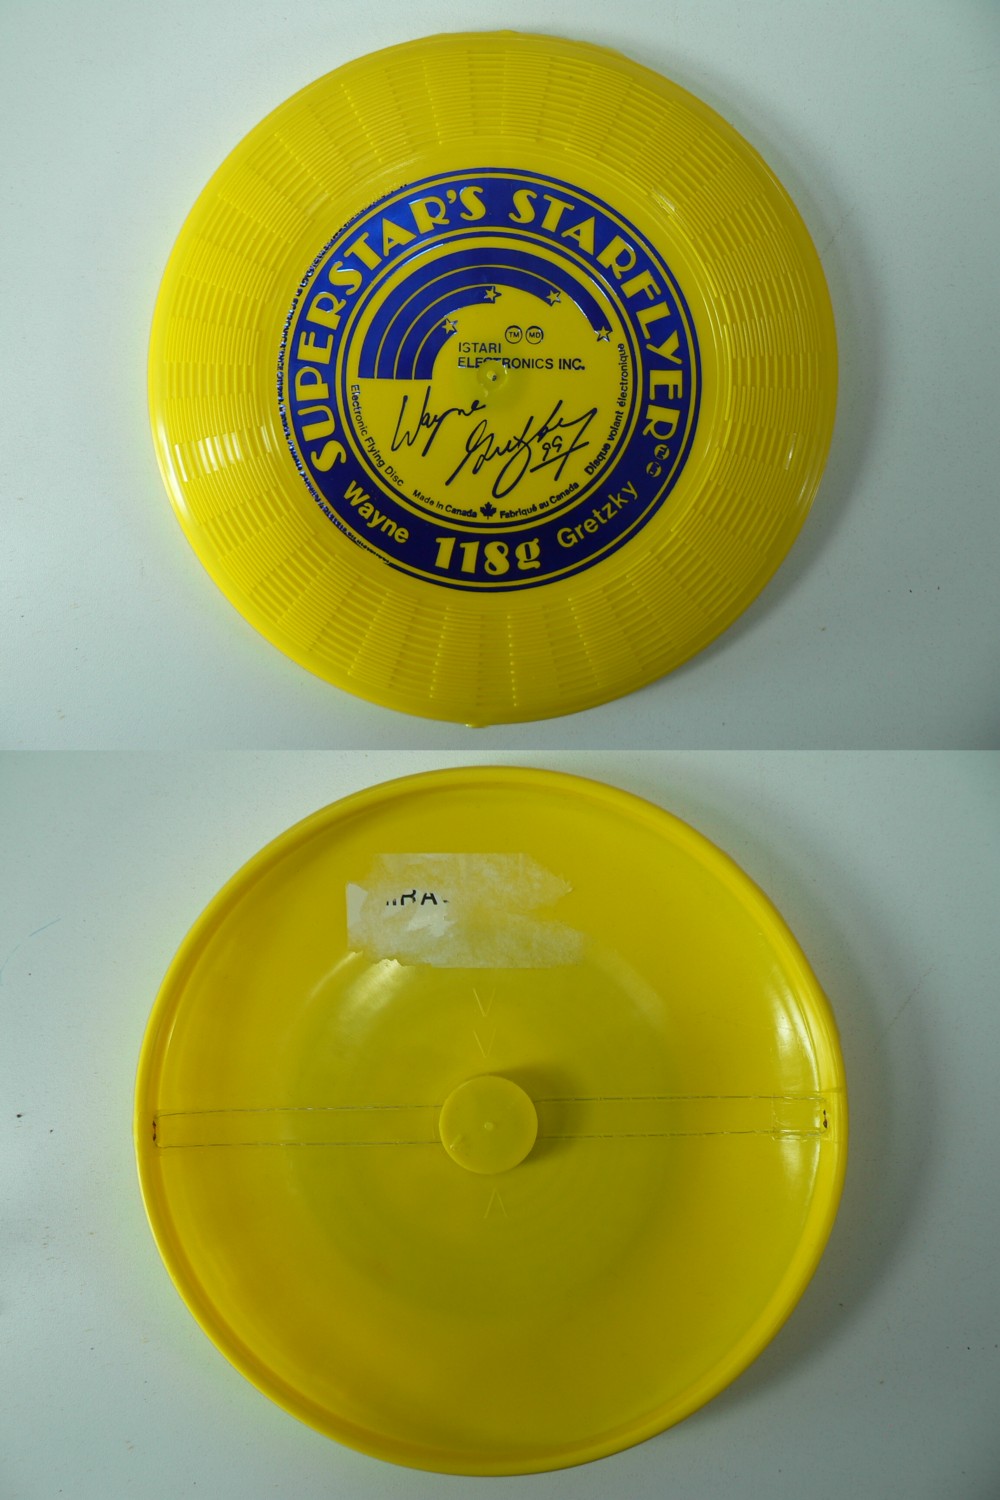 SUPERSTAR'S STARFLYER
TM MD
ISTARI
ELECTRONICS INC.
Wayne
Gretzky
99
Electronic Flying Disc
Made in Canada
Fabriqué au Canada
Disque volant électronique
Wayne
118g
Gretzky